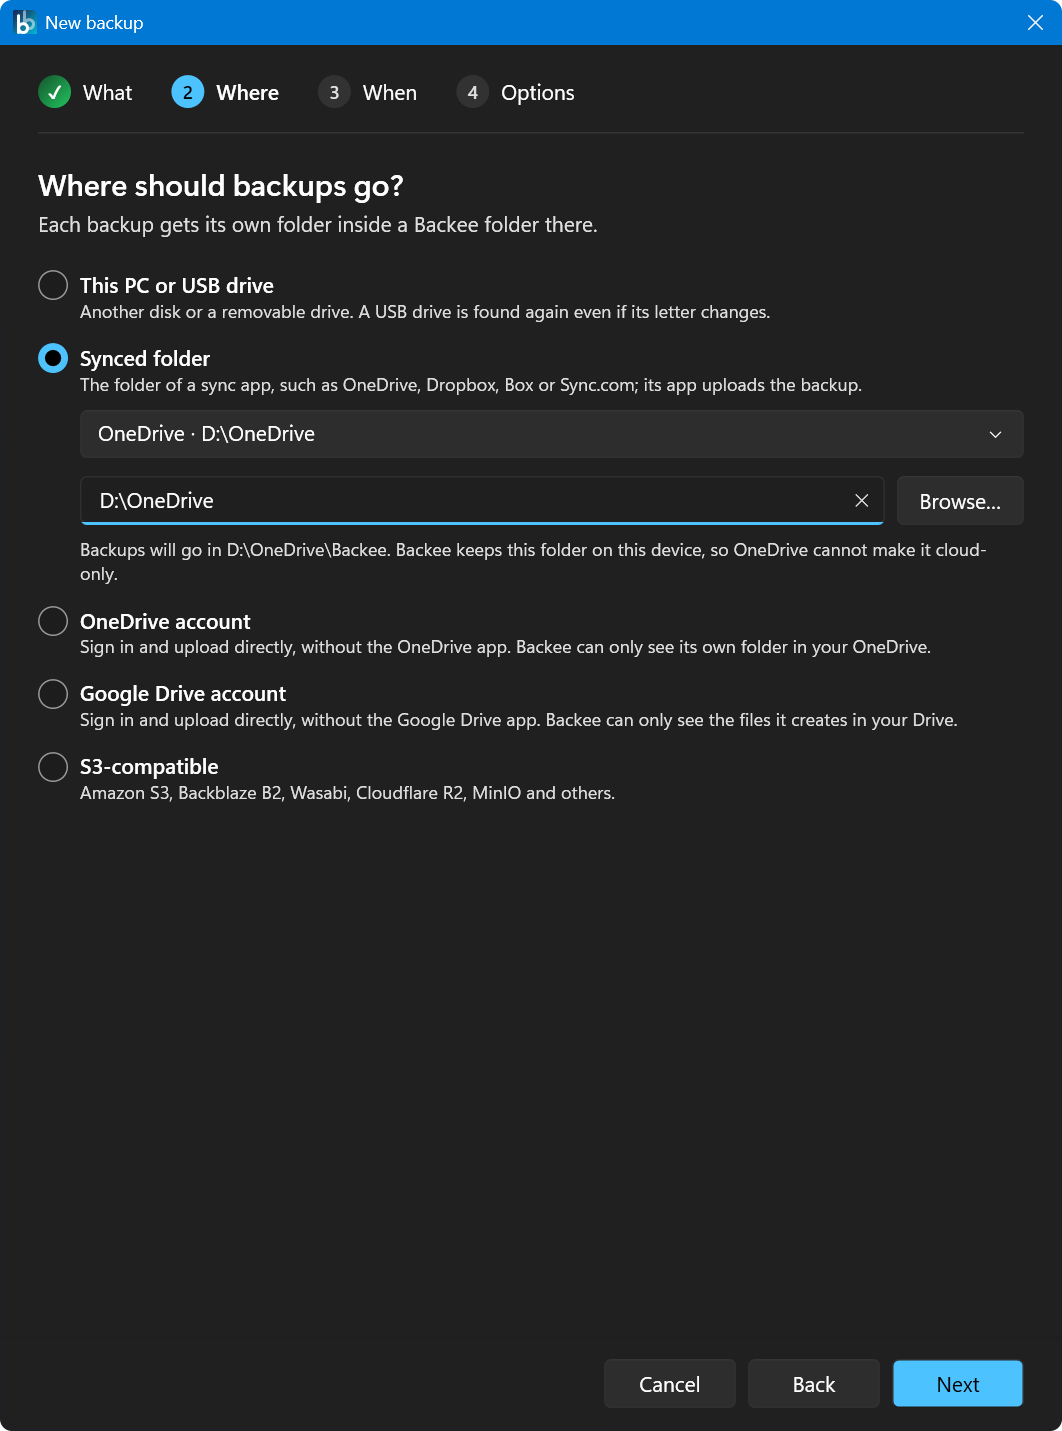 New backup
✓ What 2 Where 3 When 4 Options
Where should backups go?
Each backup gets its own folder inside a Backee folder there.
This PC or USB drive
Another disk or a removable drive. A USB drive is found again even if its letter changes.
Synced folder
The folder of a sync app, such as OneDrive, Dropbox, Box or Sync.com; its app uploads the backup.
OneDrive · D:\OneDrive
D:\OneDrive
Browse...
Backups will go in D:\OneDrive\Backee. Backee keeps this folder on this device, so OneDrive cannot make it cloud-
only.
OneDrive account
Sign in and upload directly, without the OneDrive app. Backee can only see its own folder in your OneDrive.
Google Drive account
Sign in and upload directly, without the Google Drive app. Backee can only see the files it creates in your Drive.
S3-compatible
Amazon S3, Backblaze B2, Wasabi, Cloudflare R2, MinIO and others.
Cancel Back Next